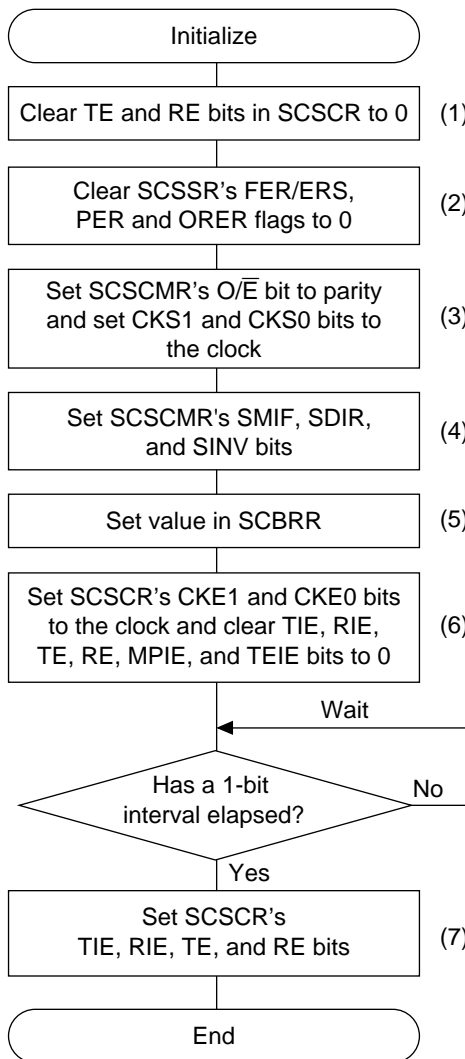 Initialize
Clear TE and RE bits in SCSCR to 0 (1)
Clear SCSSR's FER/ERS,
PER and ORER flags to 0
(2)
Set SCSCMR's O/E̅ bit to parity
and set CKS1 and CKS0 bits to
the clock
(3)
Set SCSCMR's SMIF, SDIR,
and SINV bits
(4)
Set value in SCBRR (5)
Set SCSCR's CKE1 and CKE0 bits
to the clock and clear TIE, RIE,
TE, RE, MPIE, and TEIE bits to 0
(6)
Wait
Has a 1-bit
interval elapsed?
No
Yes
Set SCSCR's
TIE, RIE, TE, and RE bits
(7)
End